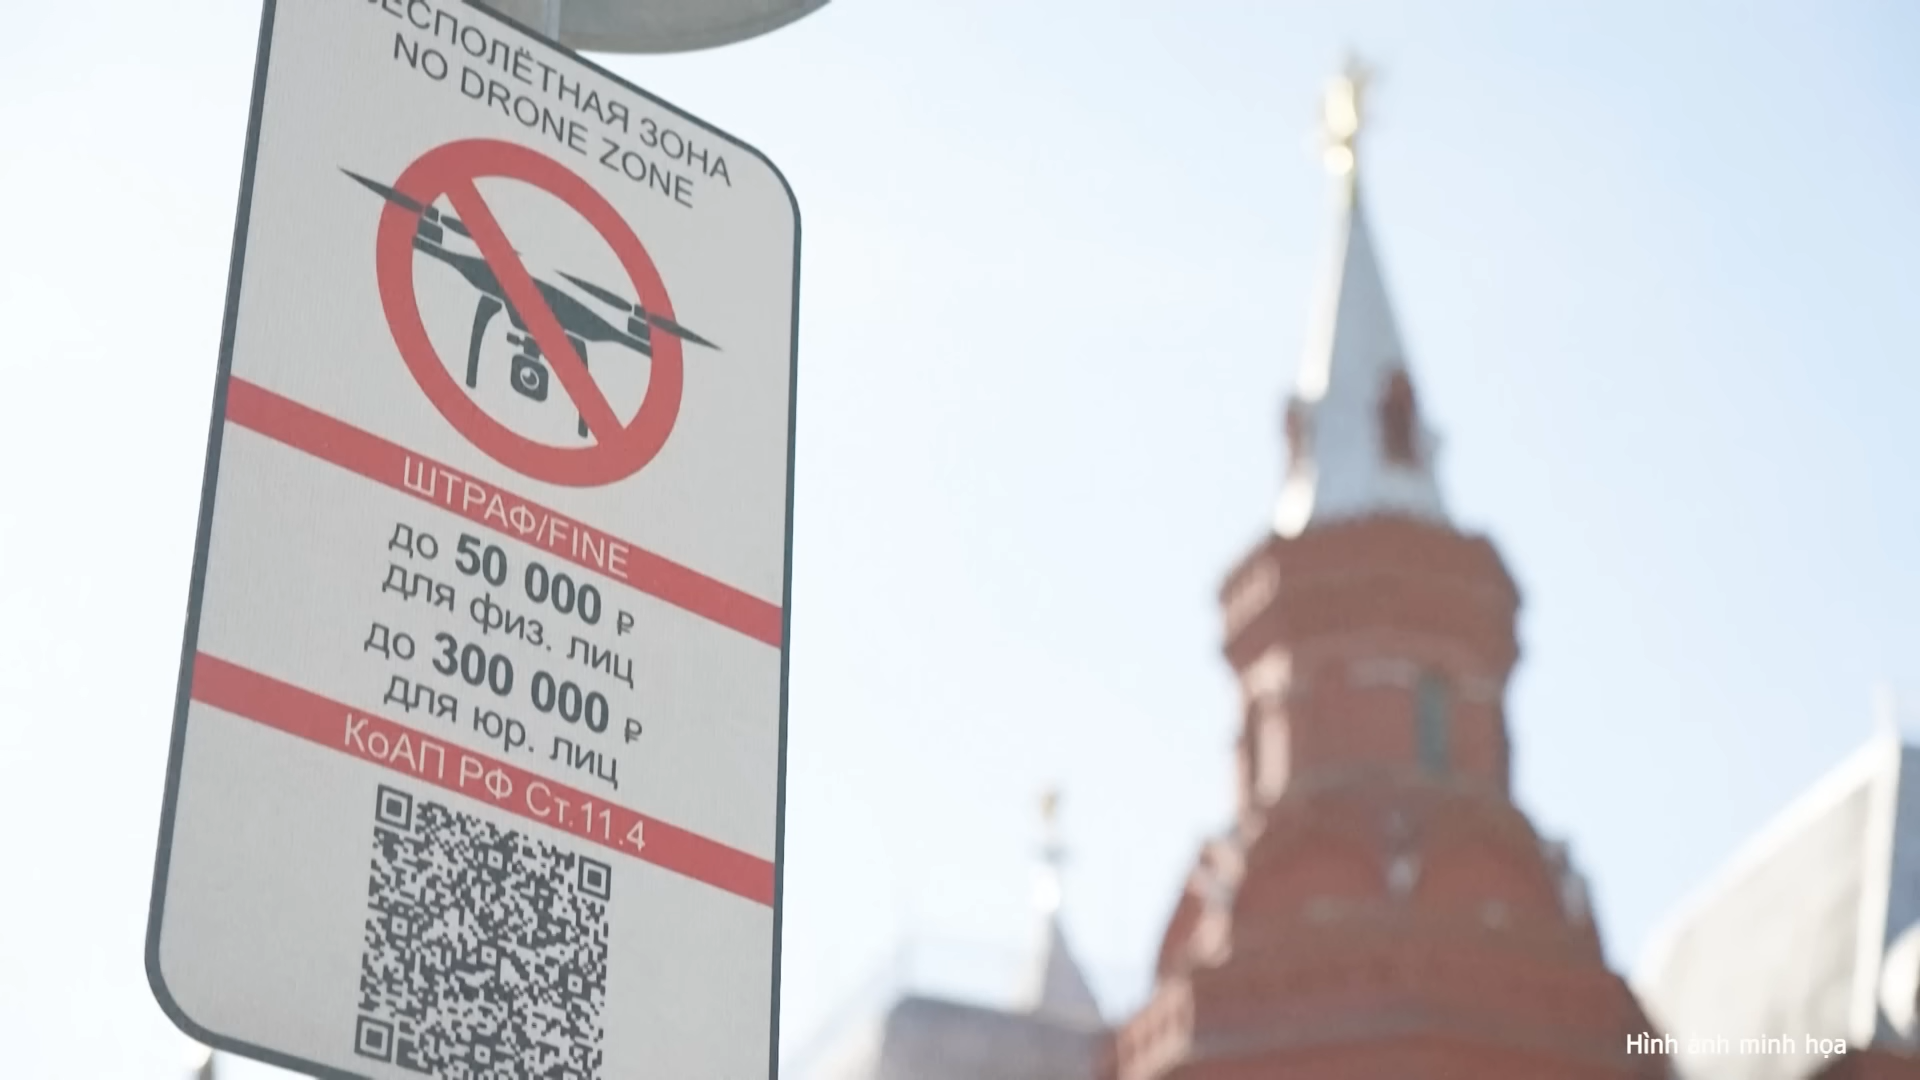 БЕСПОЛЁТНАЯ ЗОНА
NO DRONE ZONE
ШТРАФ/FINE
до 50 000 ₽
для физ. лиц
до 300 000 ₽
для юр. лиц
КоАП РФ Ст.11.4
Hình ảnh minh họa